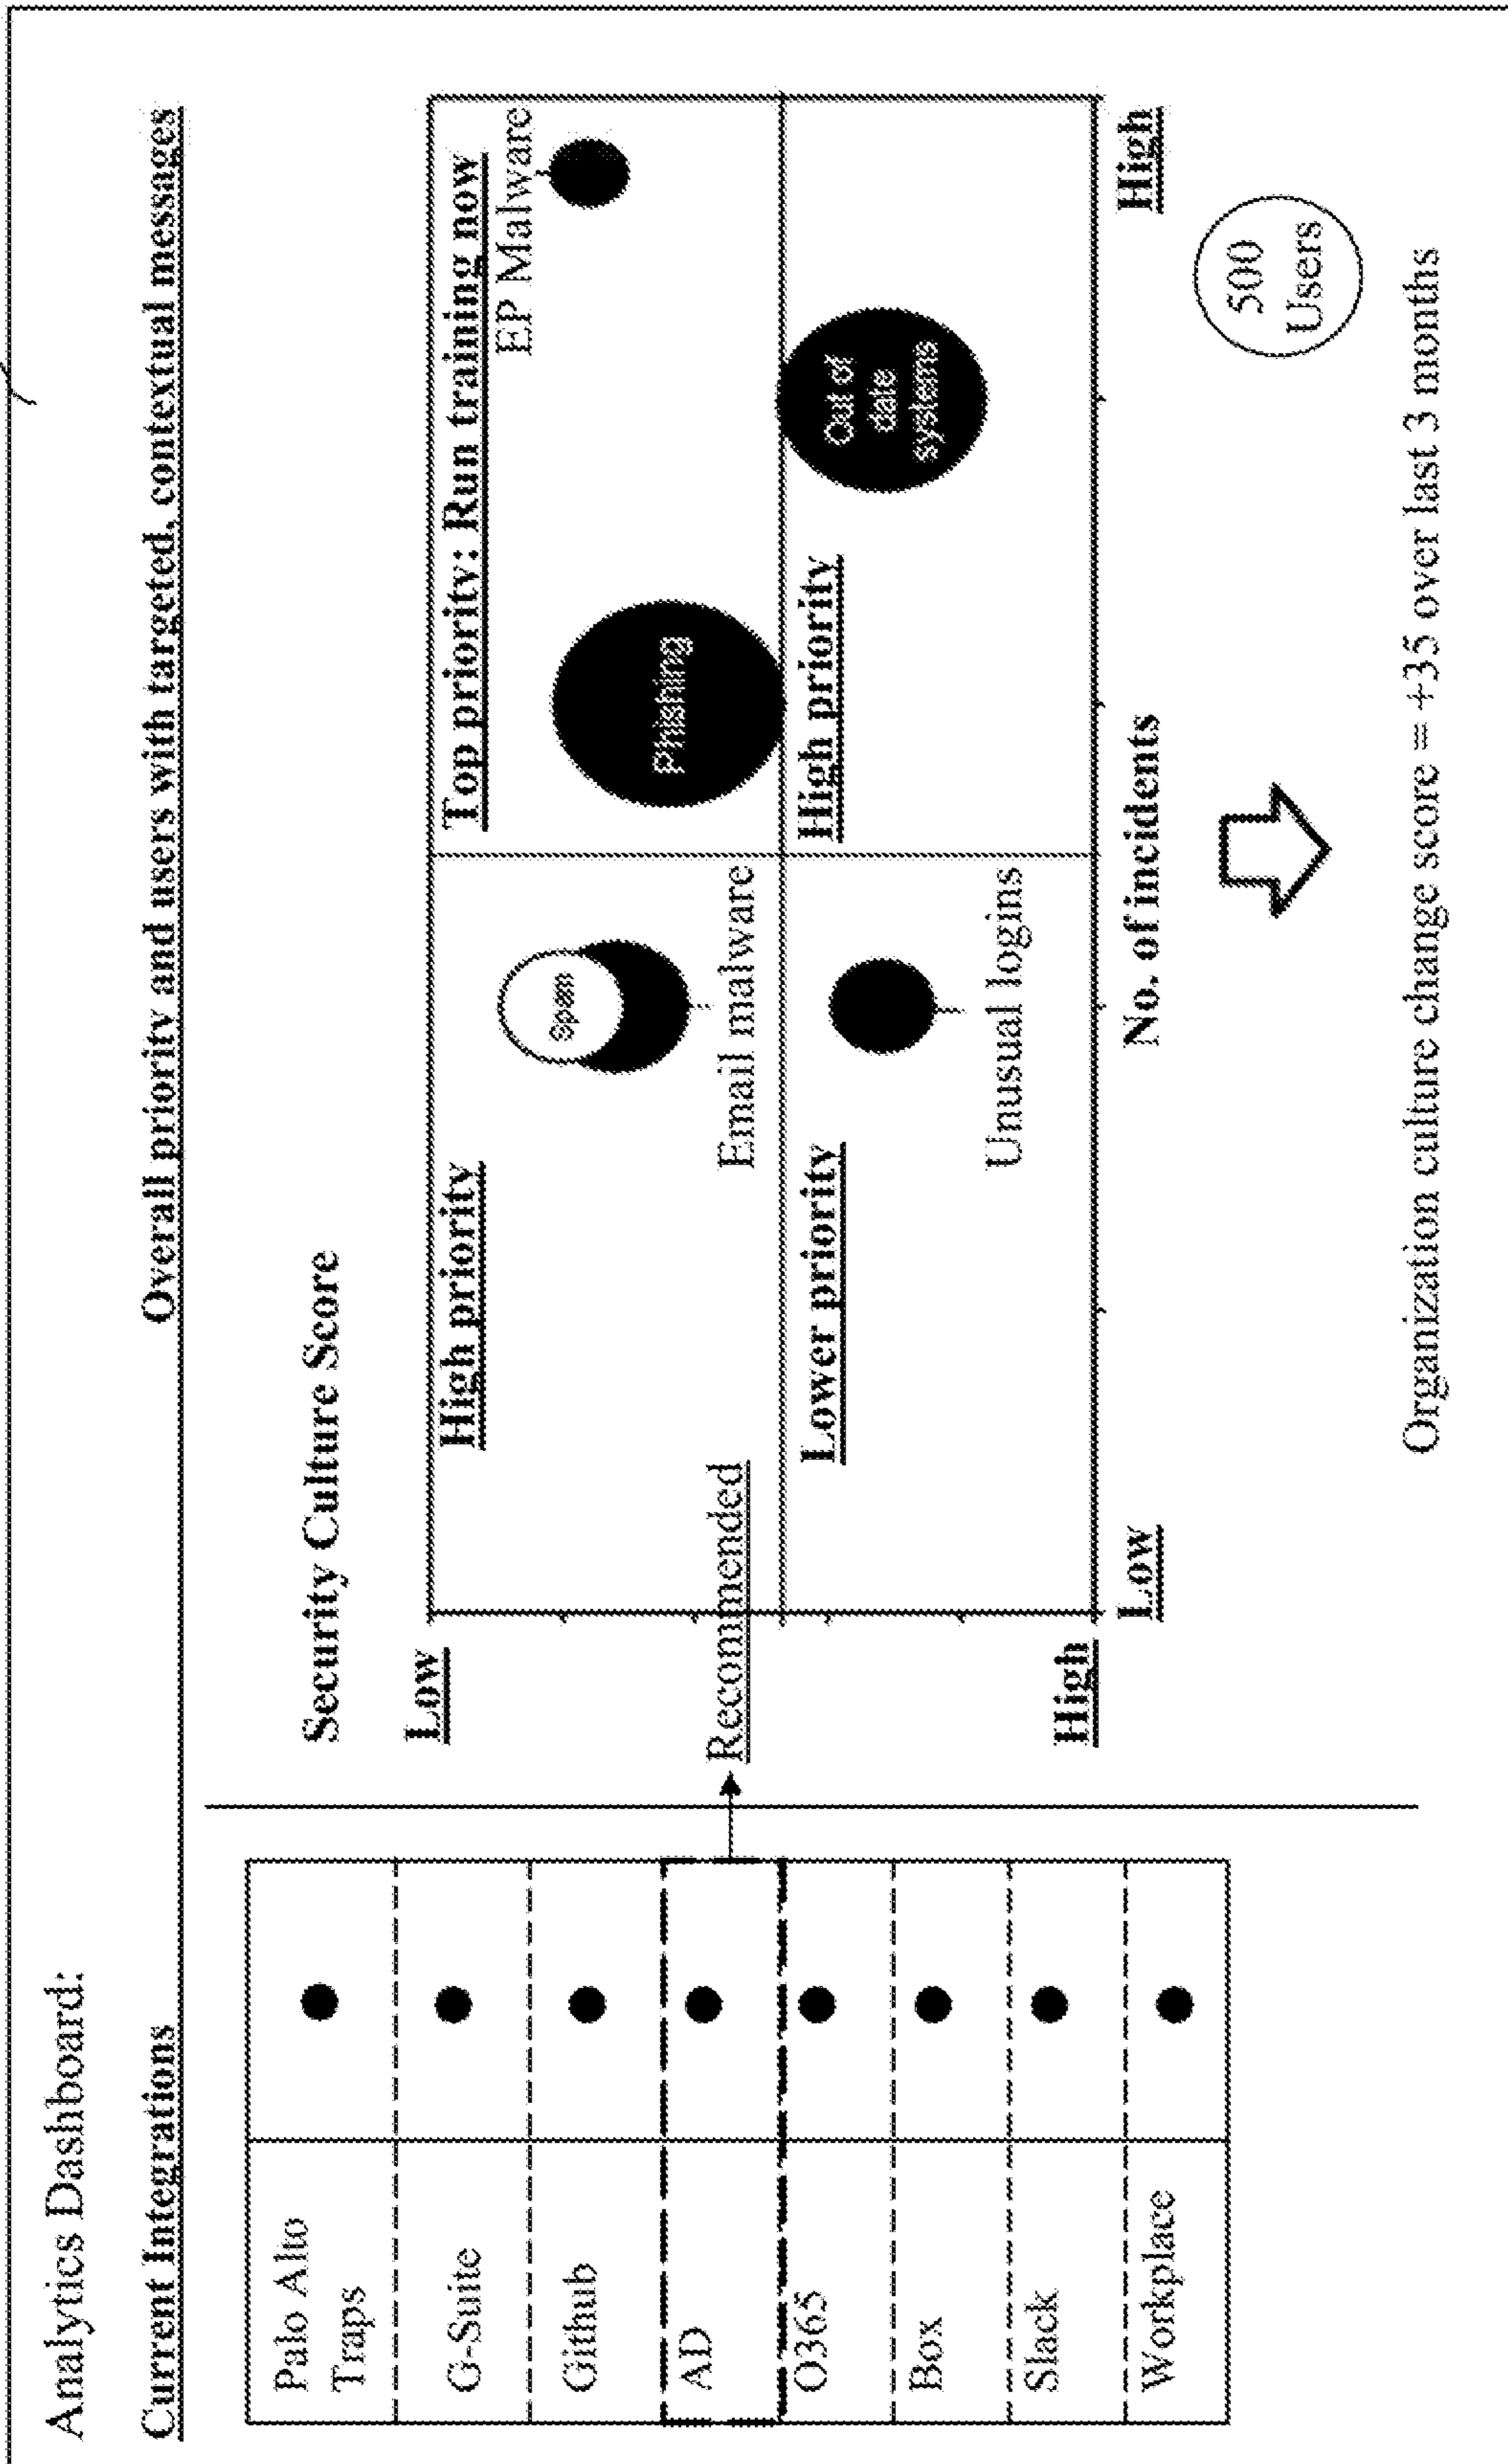 Analytics Dashboard:
Current Integrations
Palo Alto
Traps
G-Suite
Github
AD
O365
Box
Slack
Workplace
Overall priority and users with targeted, contextual messages
Security Culture Score
Low
Recommended
High
High priority
Spam
Email malware
Top priority: Run training now
EP Malware
Phishing
Lower priority
Unusual logins
High priority
Out of
date
systems
Low
No. of incidents
High
500
Users
Organization culture change score = +35 over last 3 months